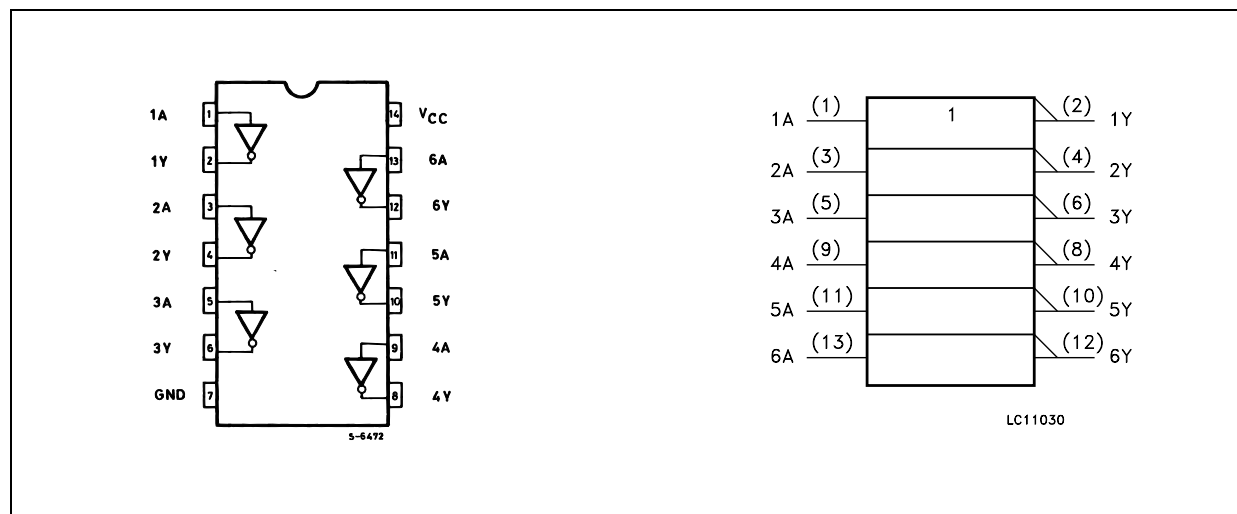 1A 1 14 VCC
1Y 2 13 6A
2A 3 12 6Y
2Y 4 11 5A
3A 5 10 5Y
3Y 6 9 4A
GND 7 8 4Y
S-6472
1A (1) 1 (2) 1Y
2A (3) (4) 2Y
3A (5) (6) 3Y
4A (9) (8) 4Y
5A (11) (10) 5Y
6A (13) (12) 6Y
LC11030